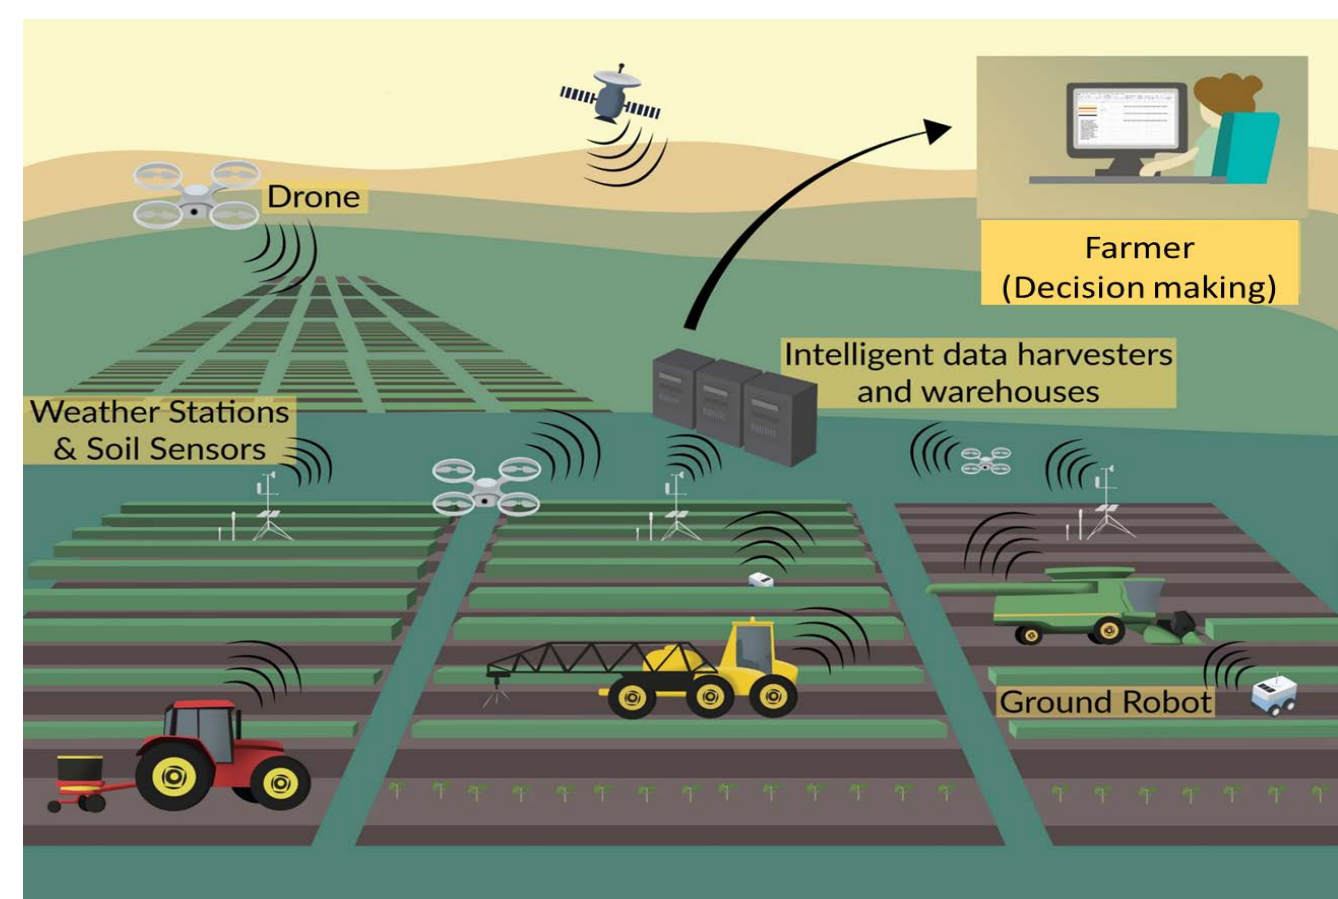 Drone
Farmer
(Decision making)
Intelligent data harvesters
and warehouses
Weather Stations
& Soil Sensors
Ground Robot